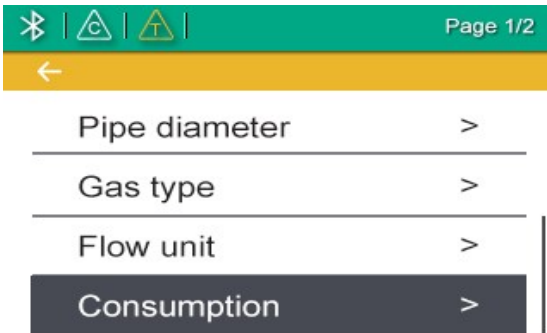 C T Page 1/2
Pipe diameter >
Gas type >
Flow unit >
Consumption >